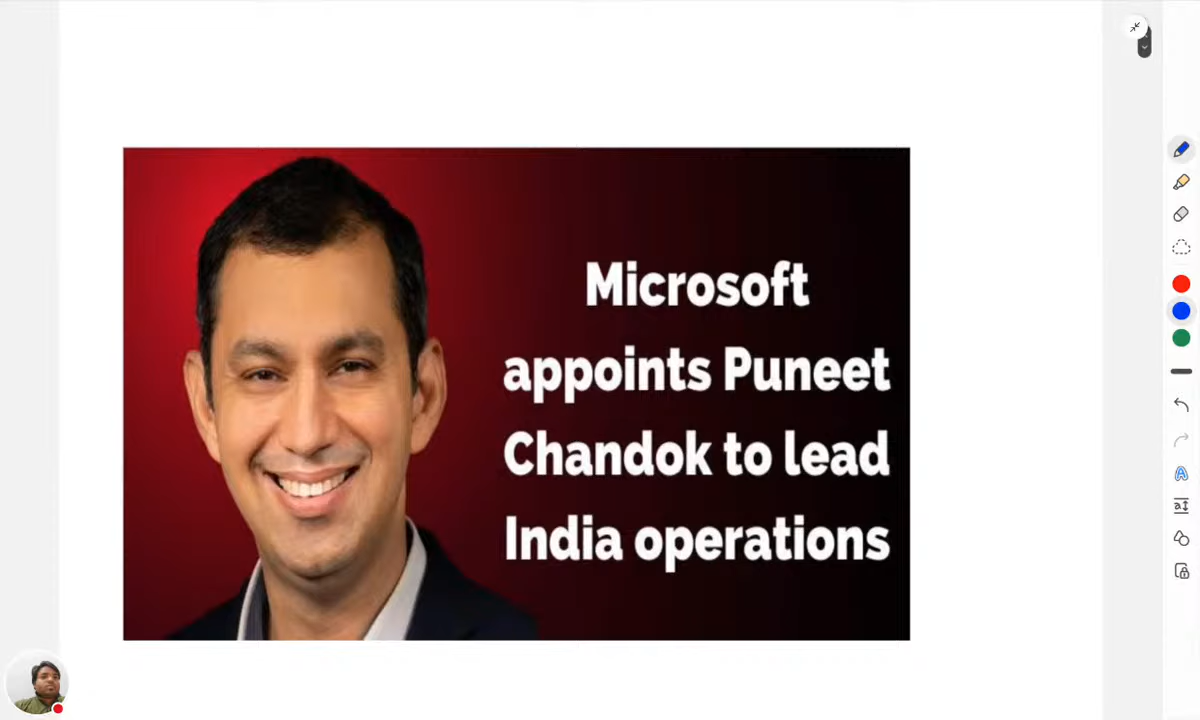 Microsoft
appoints Puneet
Chandok to lead
India operations